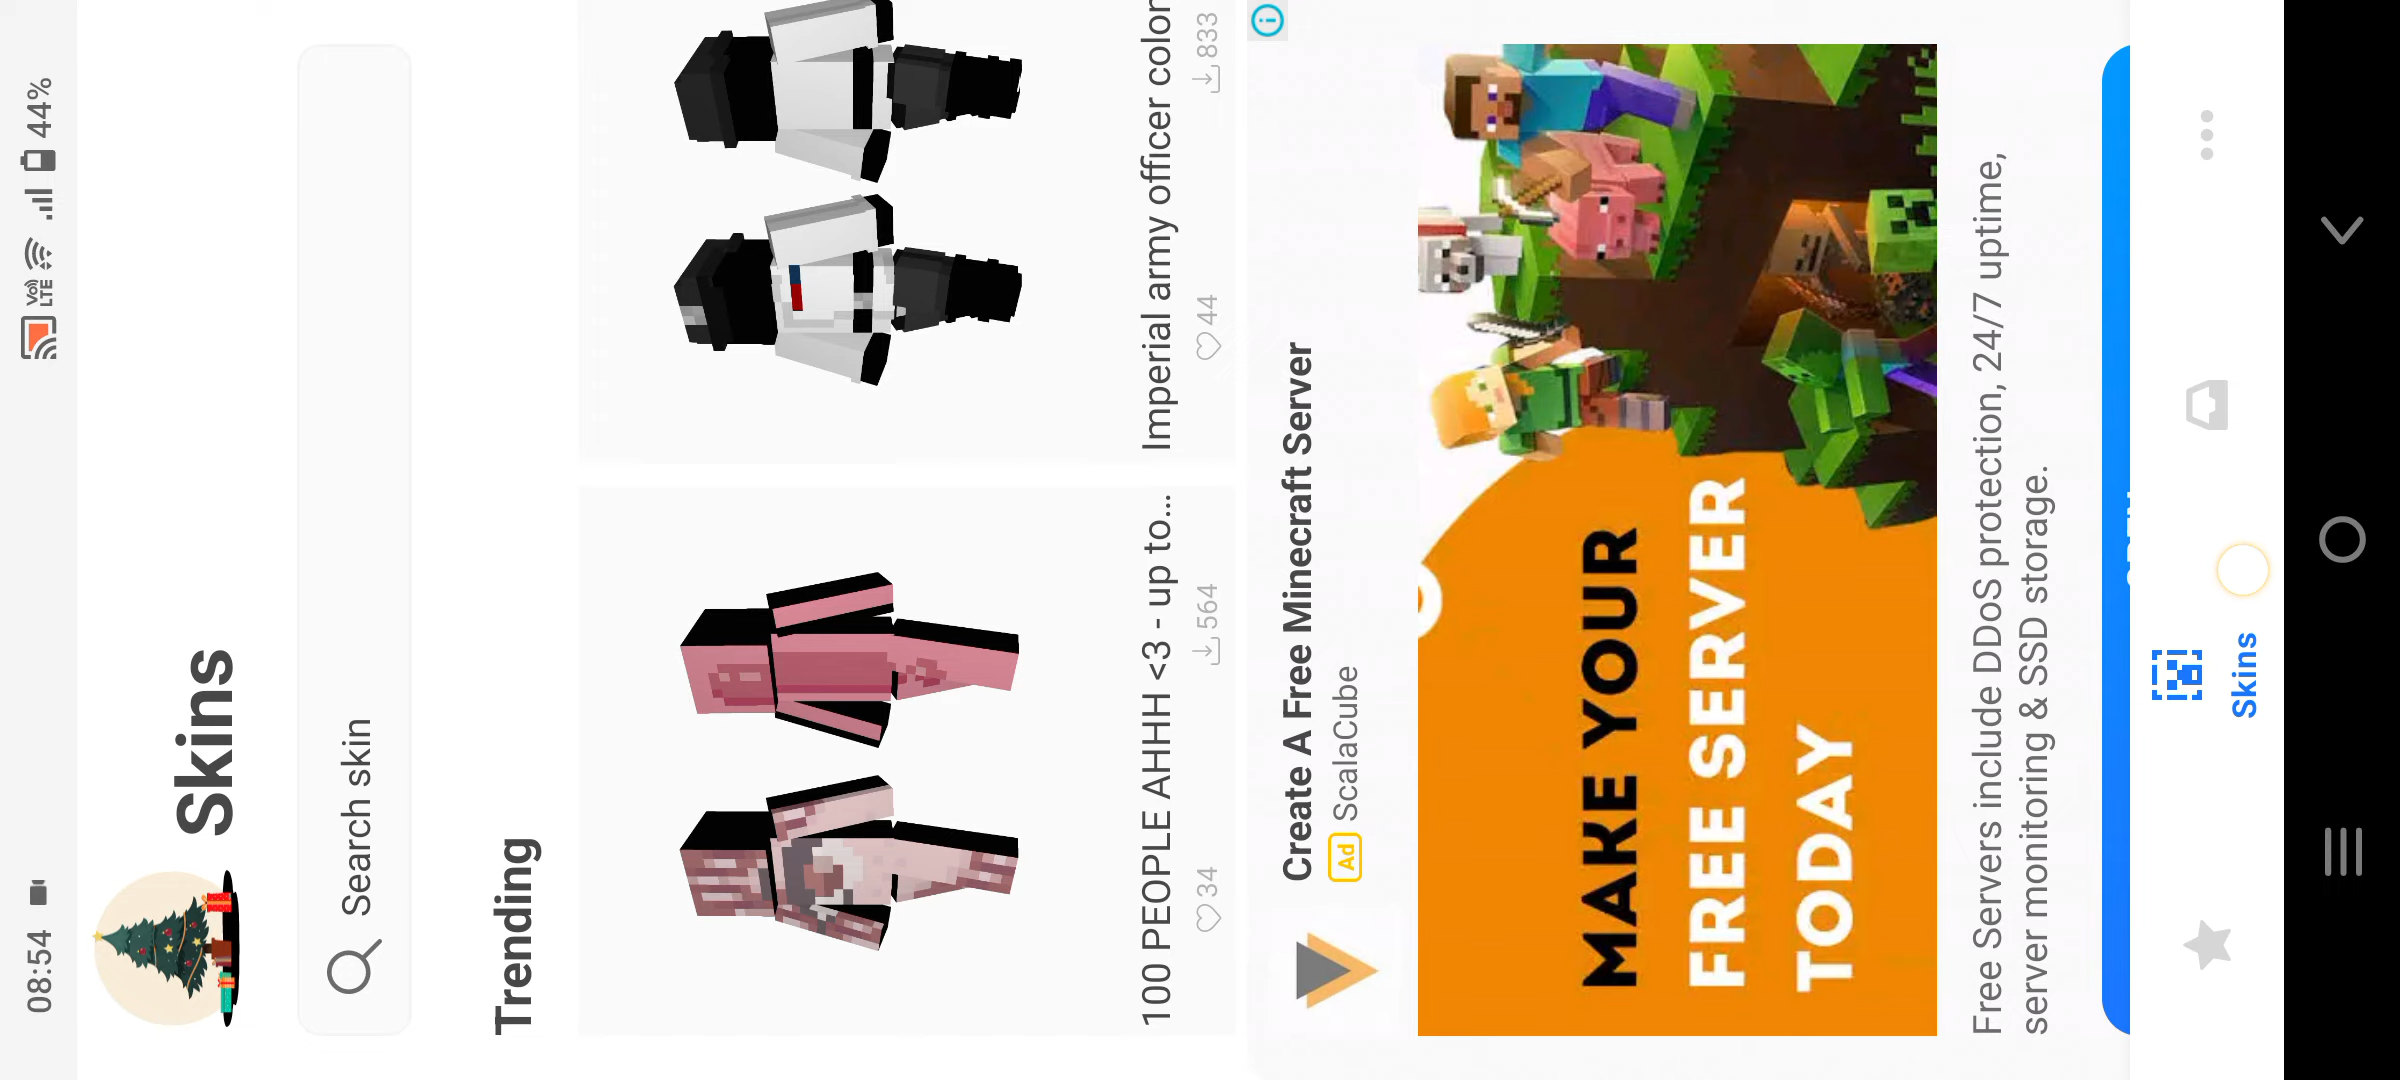 08:54
Vo)) LTE
44%
Skins
Search skin
Trending
100 PEOPLE AHHH <3 - up to...
34
564
Imperial army officer color
44
833
Create A Free Minecraft Server
Ad ScalaCube
MAKE YOUR
FREE SERVER
TODAY
Free Servers include DDoS protection, 24/7 uptime,
server monitoring & SSD storage.
Skins